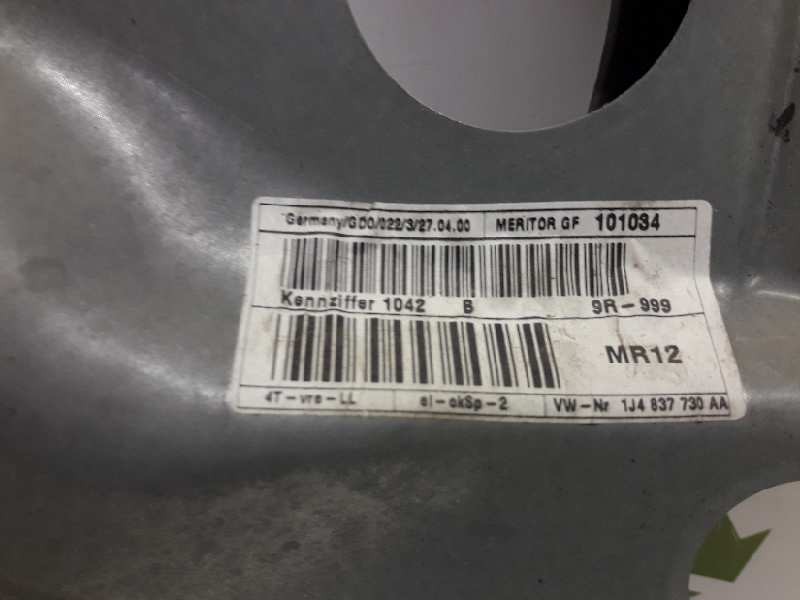 Germany/GDO/022/3/27.04.00 MERITOR GF 101034
Kennziffer 1042 B 9R-999
MR12
4T-vre-LL el-okSp-2 VW-Nr 1J4 837 730 AA